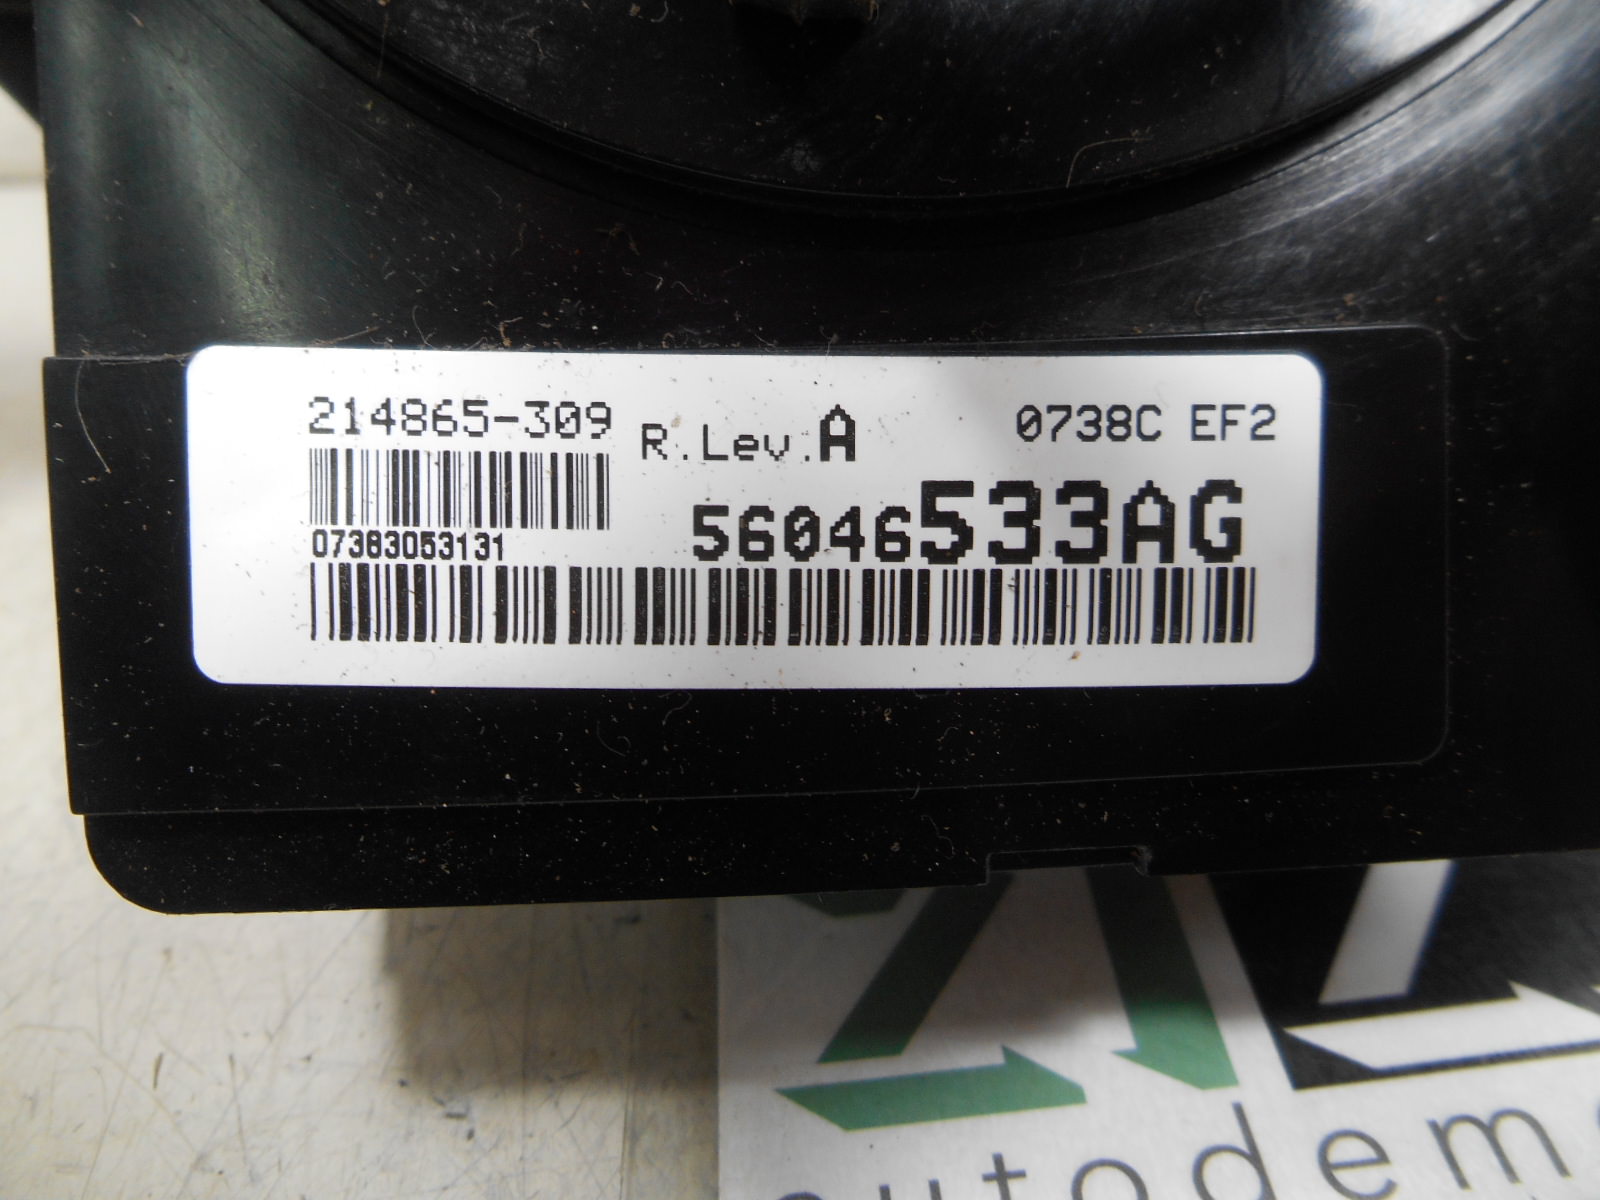 214865-309
R.Lev.A
0738C EF2
56046533AG
07383053131
autodem